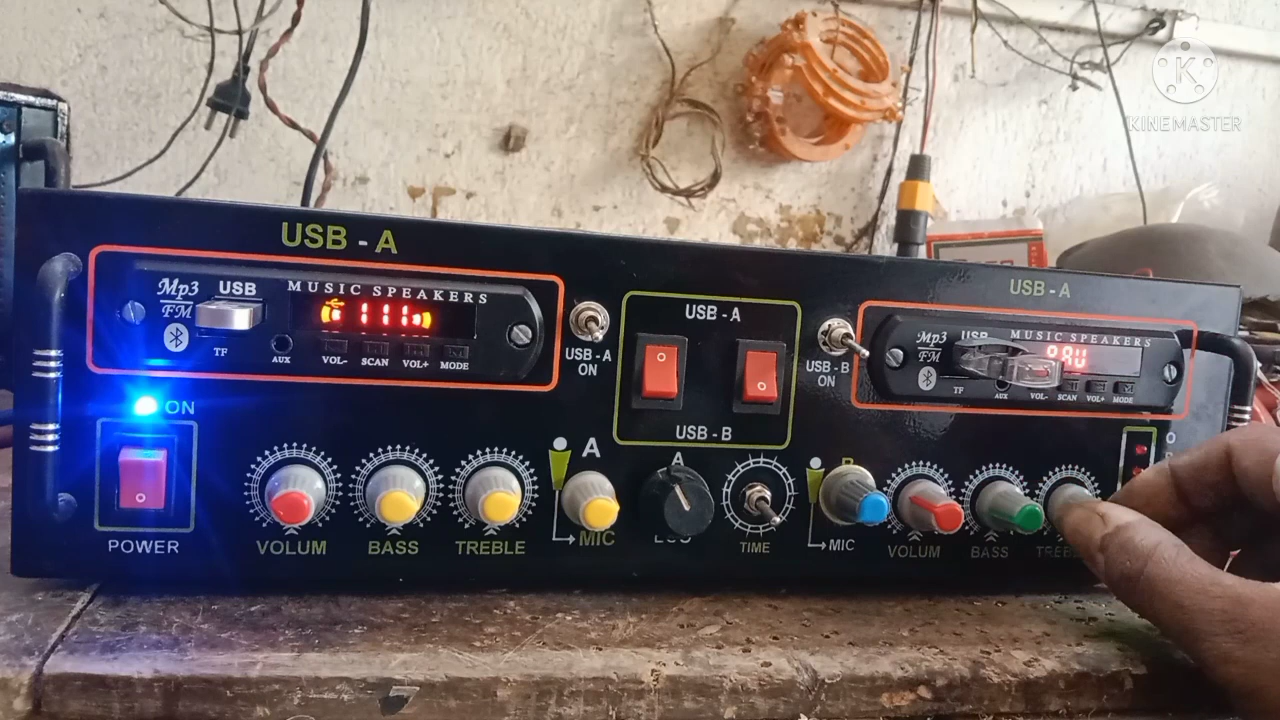 KINEMASTER
USB - A
USB - A
Mp3 USB MUSIC SPEAKERS
FM
TF AUX VOL- SCAN VOL+ MODE
USB - A
ON
USB - A
USB - B
USB - B
ON
Mp3 USB MUSIC SPEAKERS
FM
PAU
TF AUX VOL- SCAN VOL+ MODE
ON
POWER
VOLUM
BASS
TREBLE
A
MIC
A
TIME
MIC
VOLUM
BASS